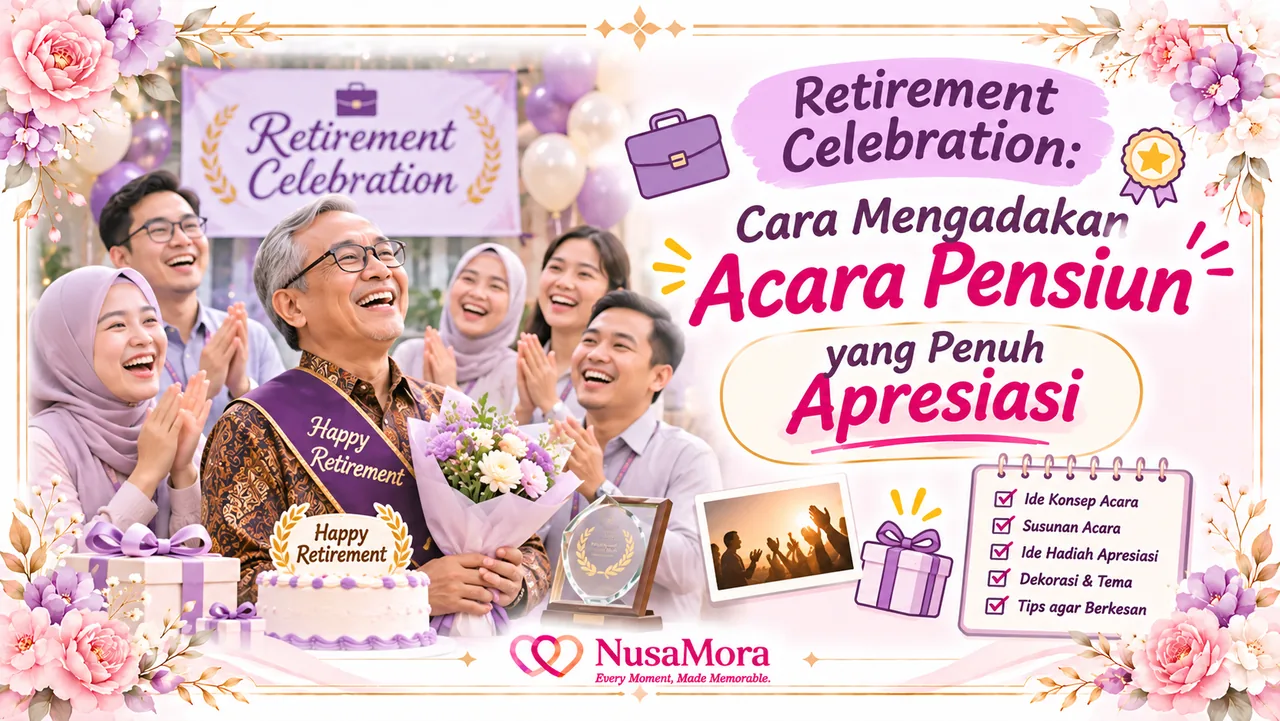 Retirement
Celebration
Happy
Retirement
Happy
Retirement
Retirement
Celebration:
Cara Mengadakan
Acara Pensiun
yang Penuh
Apresiasi
Ide Konsep Acara
Susunan Acara
Ide Hadiah Apresiasi
Dekorasi & Tema
Tips agar Berkesan
NusaMora
Every Moment, Made Memorable.